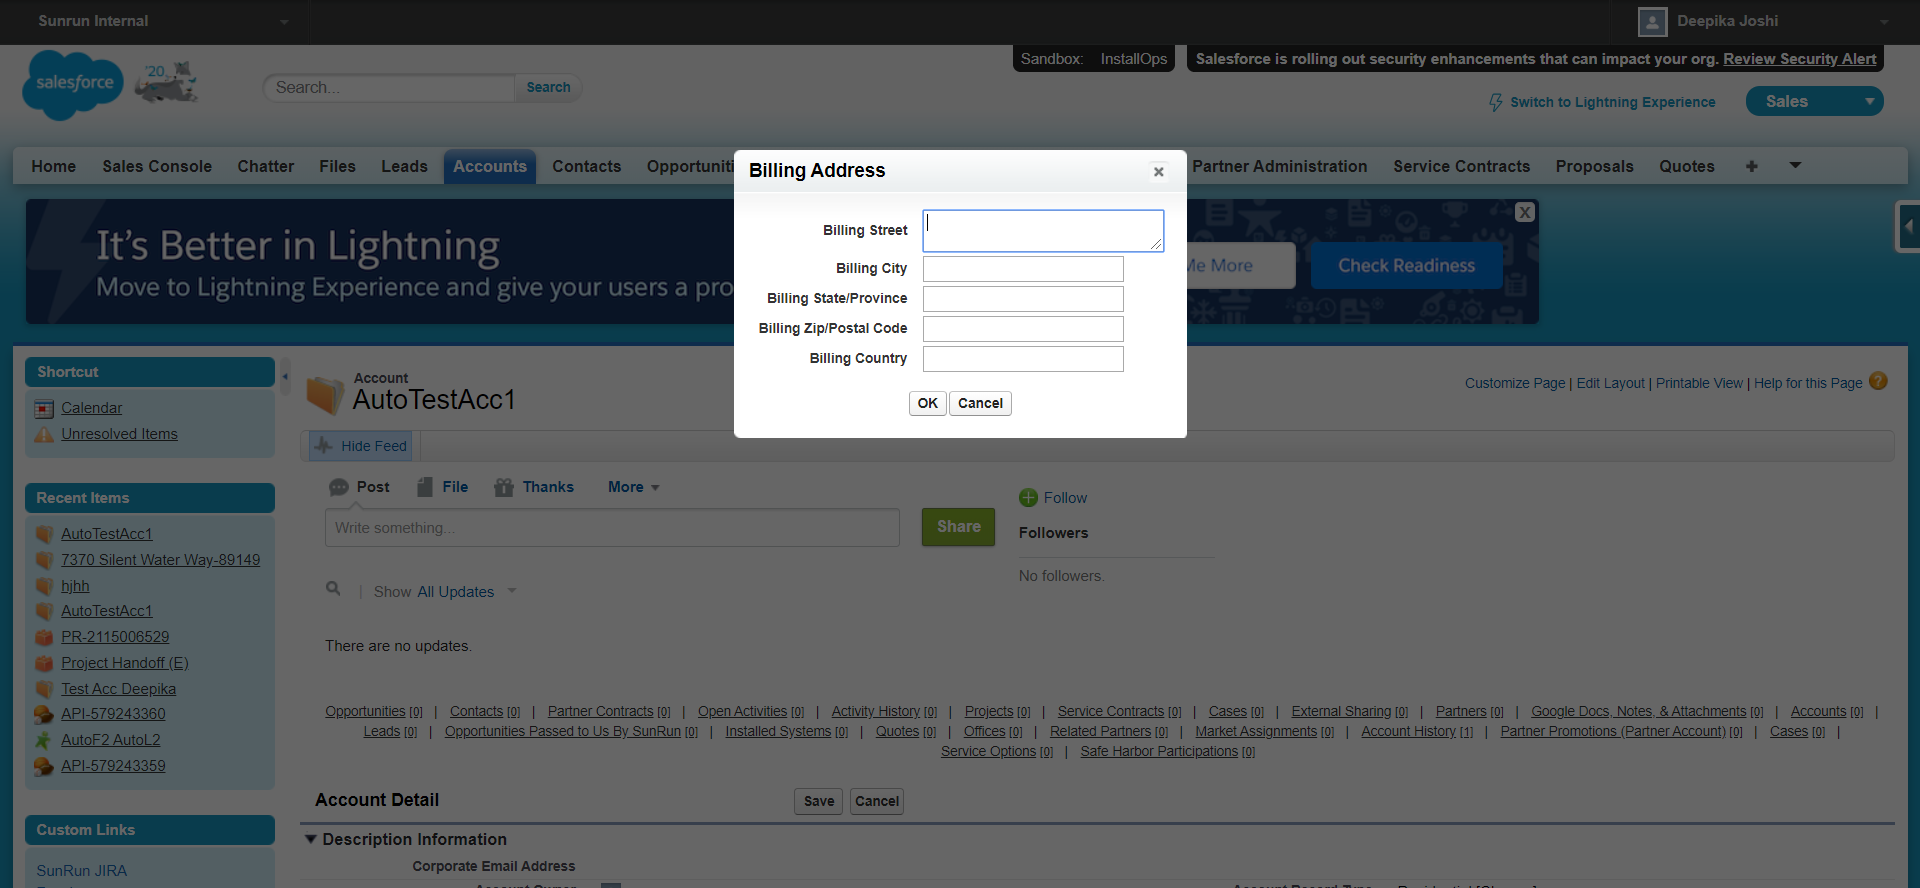 Sunrun Internal
Deepika Joshi
Sandbox: InstallOps
Salesforce is rolling out security enhancements that can impact your org. Review Security Alert
salesforce
'20
Search...
Search
Switch to Lightning Experience
Sales
Home Sales Console Chatter Files Leads Accounts Contacts Partner Administration Service Contracts Proposals Quotes +
Billing Address
Billing Street
Billing City
Billing State/Province
Billing Zip/Postal Code
Billing Country
OK Cancel
It's Better in Lightning
Move to Lightning Experience and give your users a
Me More
Check Readiness
X
Shortcut
Calendar
Unresolved Items
Recent Items
AutoTestAcc1
7370 Silent Water Way-89149
hjhh
AutoTestAcc1
PR-2115006529
Project Handoff (E)
Test Acc Deepika
API-579243360
AutoF2 AutoL2
API-579243359
Custom Links
SunRun JIRA
Account
AutoTestAcc1
Customize Page | Edit Layout | Printable View | Help for this Page ?
Hide Feed
Post File Thanks More
Write something...
Share
Follow
Followers
No followers.
Show All Updates
There are no updates.
Opportunities [0] | Contacts [0] | Partner Contracts [0] | Open Activities [0] | Activity History [0] | Projects [0] | Service Contracts [0] | Cases [0] | External Sharing [0] | Partners [0] | Google Docs, Notes, & Attachments [0] | Accounts [0] |
Leads [0] | Opportunities Passed to Us By SunRun [0] | Installed Systems [0] | Quotes [0] | Offices [0] | Related Partners [0] | Market Assignments [0] | Account History [1] | Partner Promotions (Partner Account) [0] | Cases [0] |
Service Options [0] | Safe Harbor Participations [0]
Account Detail
Save Cancel
Description Information
Corporate Email Address